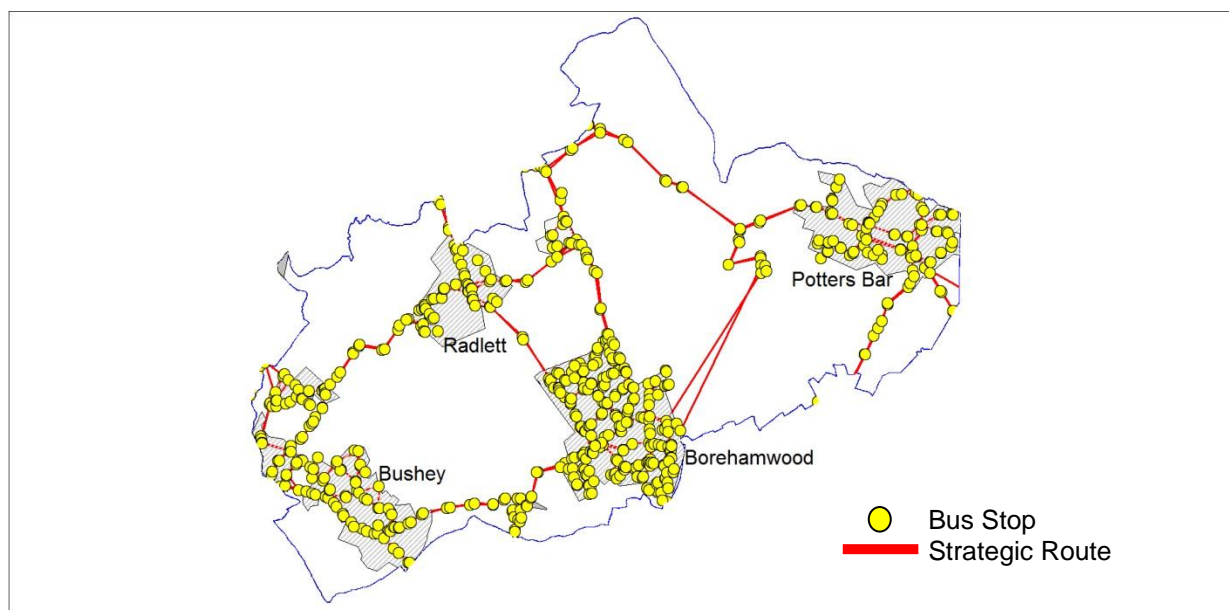 Potters Bar
Radlett
Borehamwood
Bushey
Bus Stop
Strategic Route